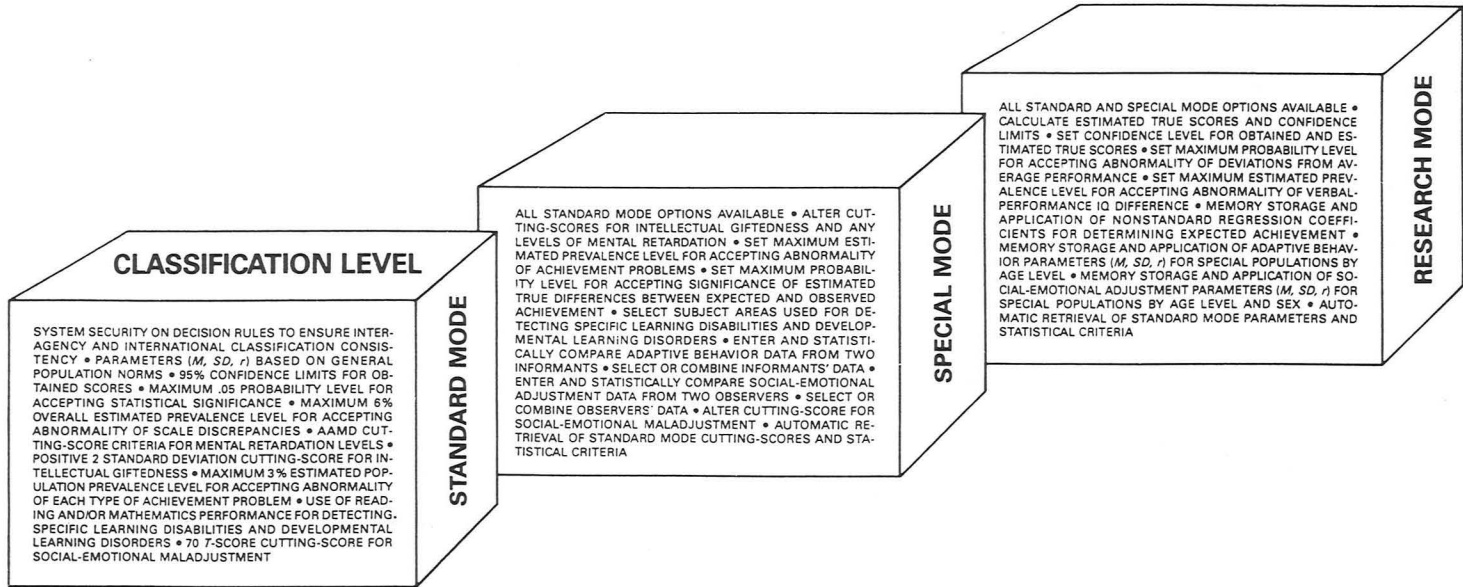 CLASSIFICATION LEVEL
SYSTEM SECURITY ON DECISION RULES TO ENSURE INTER-
AGENCY AND INTERNATIONAL CLASSIFICATION CONSIS-
TENCY • PARAMETERS (M, SD, r) BASED ON GENERAL
POPULATION NORMS • 95% CONFIDENCE LIMITS FOR OB-
TAINED SCORES • MAXIMUM .05 PROBABILITY LEVEL FOR
ACCEPTING STATISTICAL SIGNIFICANCE • MAXIMUM 6%
OVERALL ESTIMATED PREVALENCE LEVEL FOR ACCEPTING
ABNORMALITY OF SCALE DISCREPANCIES • AAMD CUT-
TING-SCORE CRITERIA FOR MENTAL RETARDATION LEVELS •
POSITIVE 2 STANDARD DEVIATION CUTTING-SCORE FOR IN-
TELLECTUAL GIFTEDNESS • MAXIMUM 3% ESTIMATED POP-
ULATION PREVALENCE LEVEL FOR ACCEPTING ABNORMALITY
OF EACH TYPE OF ACHIEVEMENT PROBLEM • USE OF READ-
ING AND/OR MATHEMATICS PERFORMANCE FOR DETECTING
SPECIFIC LEARNING DISABILITIES AND DEVELOPMENTAL
LEARNING DISORDERS • 70 T-SCORE CUTTING-SCORE FOR
SOCIAL-EMOTIONAL MALADJUSTMENT
STANDARD MODE
ALL STANDARD MODE OPTIONS AVAILABLE • ALTER CUT-
TING-SCORES FOR INTELLECTUAL GIFTEDNESS AND ANY
LEVELS OF MENTAL RETARDATION • SET MAXIMUM ESTI-
MATED PREVALENCE LEVEL FOR ACCEPTING ABNORMALITY
OF ACHIEVEMENT PROBLEMS • SET MAXIMUM PROBABIL-
ITY LEVEL FOR ACCEPTING SIGNIFICANCE OF ESTIMATED
TRUE DIFFERENCES BETWEEN EXPECTED AND OBSERVED
ACHIEVEMENT • SELECT SUBJECT AREAS USED FOR DE-
TECTING SPECIFIC LEARNING DISABILITIES AND DEVELOP-
MENTAL LEARNING DISORDERS • ENTER AND STATISTI-
CALLY COMPARE ADAPTIVE BEHAVIOR DATA FROM TWO
INFORMANTS • SELECT OR COMBINE INFORMANTS' DATA •
ENTER AND STATISTICALLY COMPARE SOCIAL-EMOTIONAL
ADJUSTMENT DATA FROM TWO OBSERVERS • SELECT OR
COMBINE OBSERVERS' DATA • ALTER CUTTING-SCORE FOR
SOCIAL-EMOTIONAL MALADJUSTMENT • AUTOMATIC RE-
TRIEVAL OF STANDARD MODE CUTTING-SCORES AND STA-
TISTICAL CRITERIA
SPECIAL MODE
ALL STANDARD AND SPECIAL MODE OPTIONS AVAILABLE •
CALCULATE ESTIMATED TRUE SCORES AND CONFIDENCE
LIMITS • SET CONFIDENCE LEVEL FOR OBTAINED AND ES-
TIMATED TRUE SCORES • SET MAXIMUM PROBABILITY LEVEL
FOR ACCEPTING ABNORMALITY OF DEVIATIONS FROM AV-
ERAGE PERFORMANCE • SET MAXIMUM ESTIMATED PREV-
ALENCE LEVEL FOR ACCEPTING ABNORMALITY OF VERBAL-
PERFORMANCE IQ DIFFERENCE • MEMORY STORAGE AND
APPLICATION OF NONSTANDARD REGRESSION COEFFI-
CIENTS FOR DETERMINING EXPECTED ACHIEVEMENT •
MEMORY STORAGE AND APPLICATION OF ADAPTIVE BEHAV-
IOR PARAMETERS (M, SD, r) FOR SPECIAL POPULATIONS BY
AGE LEVEL • MEMORY STORAGE AND APPLICATION OF SO-
CIAL-EMOTIONAL ADJUSTMENT PARAMETERS (M, SD, r) FOR
SPECIAL POPULATIONS BY AGE LEVEL AND SEX • AUTO-
MATIC RETRIEVAL OF STANDARD MODE PARAMETERS AND
STATISTICAL CRITERIA
RESEARCH MODE